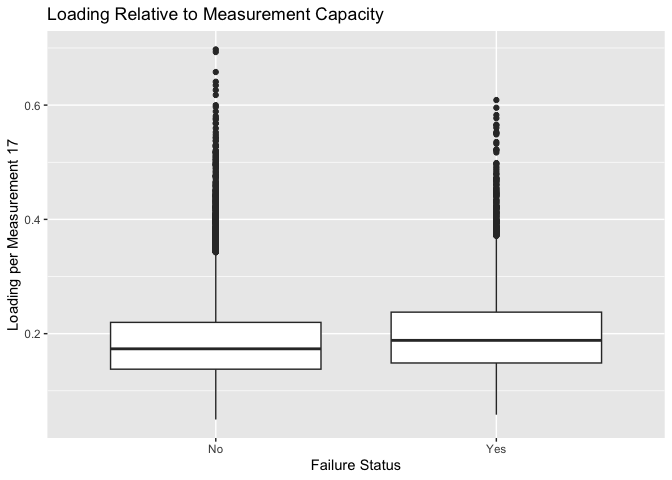 Loading Relative to Measurement Capacity
Loading per Measurement 17
0.6
0.4
0.2
No Yes
Failure Status